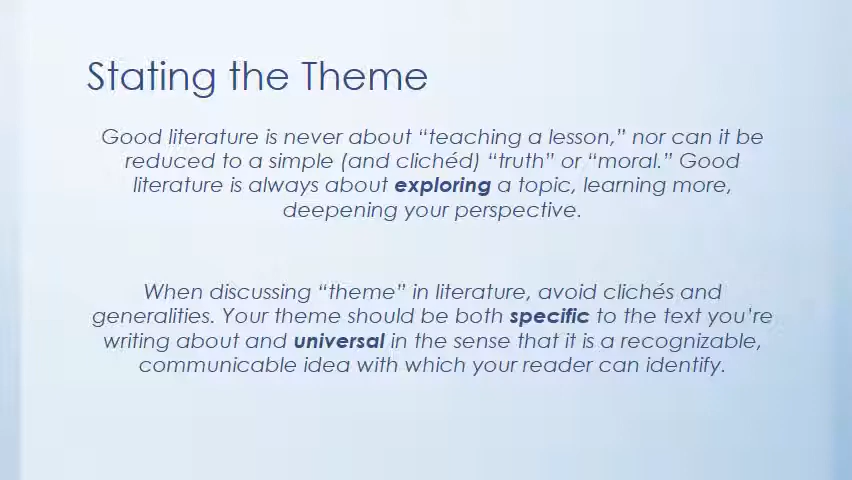 Stating the Theme
Good literature is never about “teaching a lesson,” nor can it be
reduced to a simple (and clichéd) “truth” or “moral.” Good
literature is always about exploring a topic, learning more,
deepening your perspective.
When discussing “theme” in literature, avoid clichés and
generalities. Your theme should be both specific to the text you’re
writing about and universal in the sense that it is a recognizable,
communicable idea with which your reader can identify.